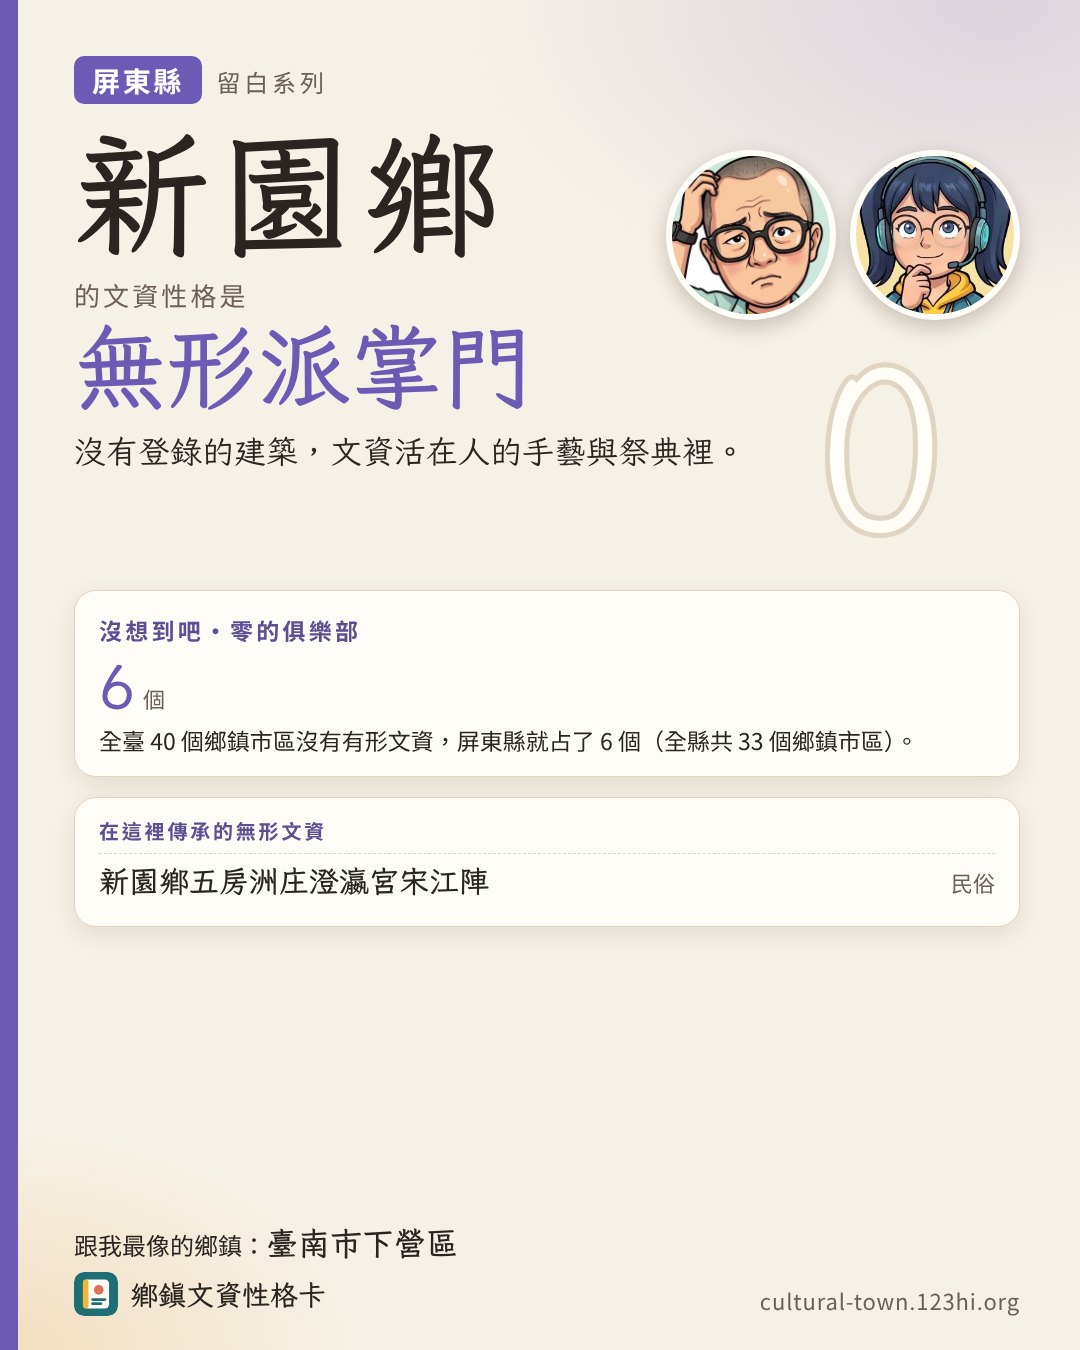 屏東縣 留白系列
新園鄉
的文資性格是
無形派掌門
沒有登錄的建築，文資活在人的手藝與祭典裡。
0
沒想到吧・零的俱樂部
6 個
全臺 40 個鄉鎮市區沒有有形文資，屏東縣就占了 6 個（全縣共 33 個鄉鎮市區）。
在這裡傳承的無形文資
新園鄉五房洲庄澄瀛宮宋江陣 民俗
跟我最像的鄉鎮：臺南市下營區
鄉鎮文資性格卡
cultural-town.123hi.org